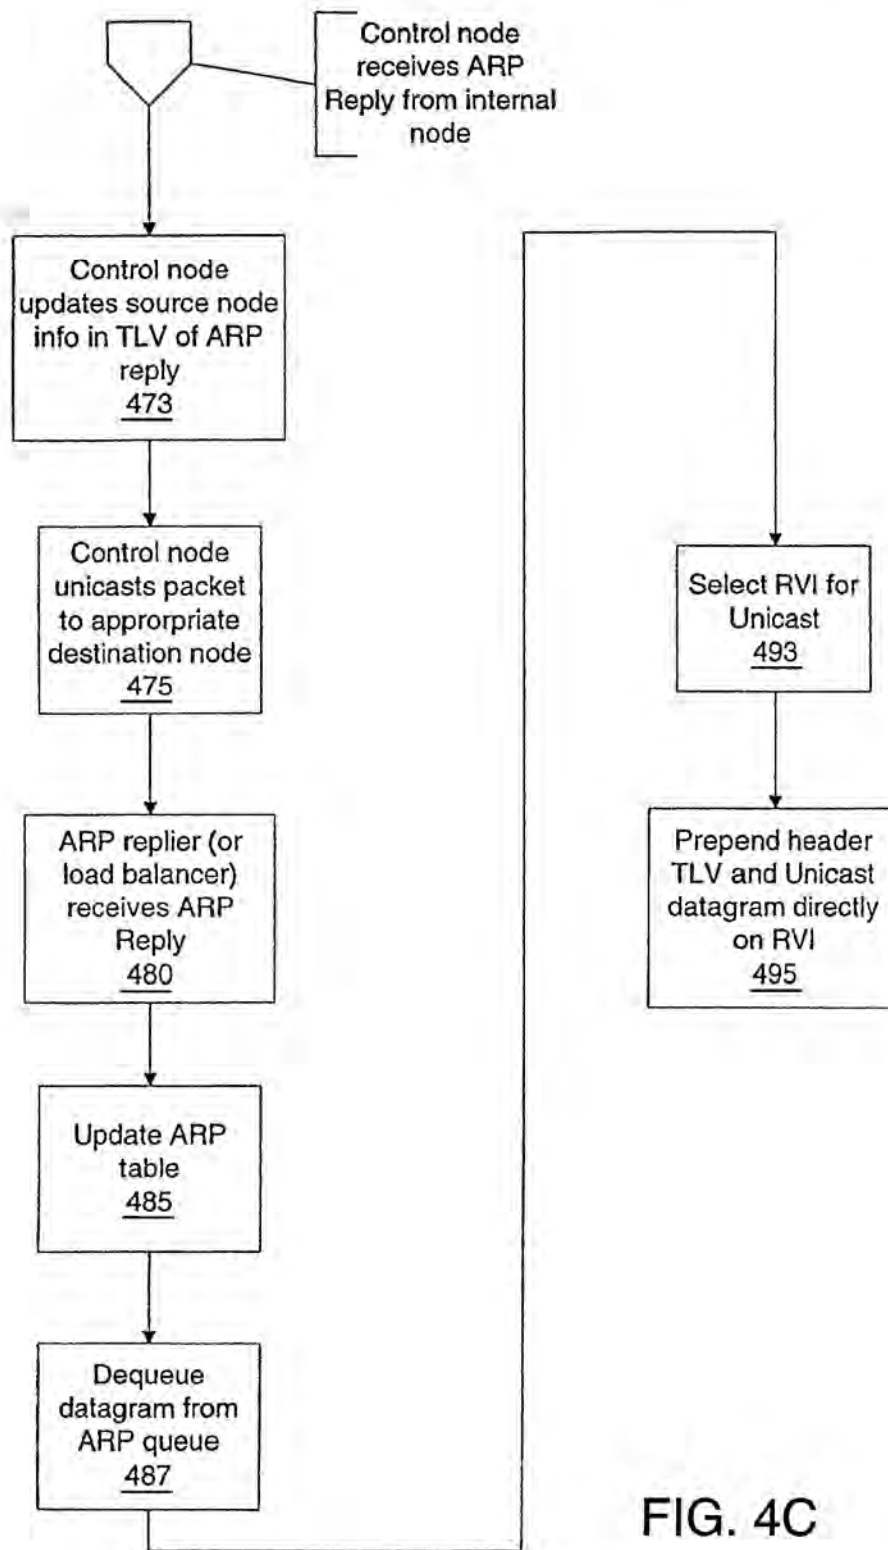 Control node
receives ARP
Reply from internal
node
Control node
updates source node
info in TLV of ARP
reply
473
Control node
unicasts packet
to approrpriate
destination node
475
ARP replier (or
load balancer)
receives ARP
Reply
480
Update ARP
table
485
Dequeue
datagram from
ARP queue
487
Select RVI for
Unicast
493
Prepend header
TLV and Unicast
datagram directly
on RVI
495
FIG. 4C